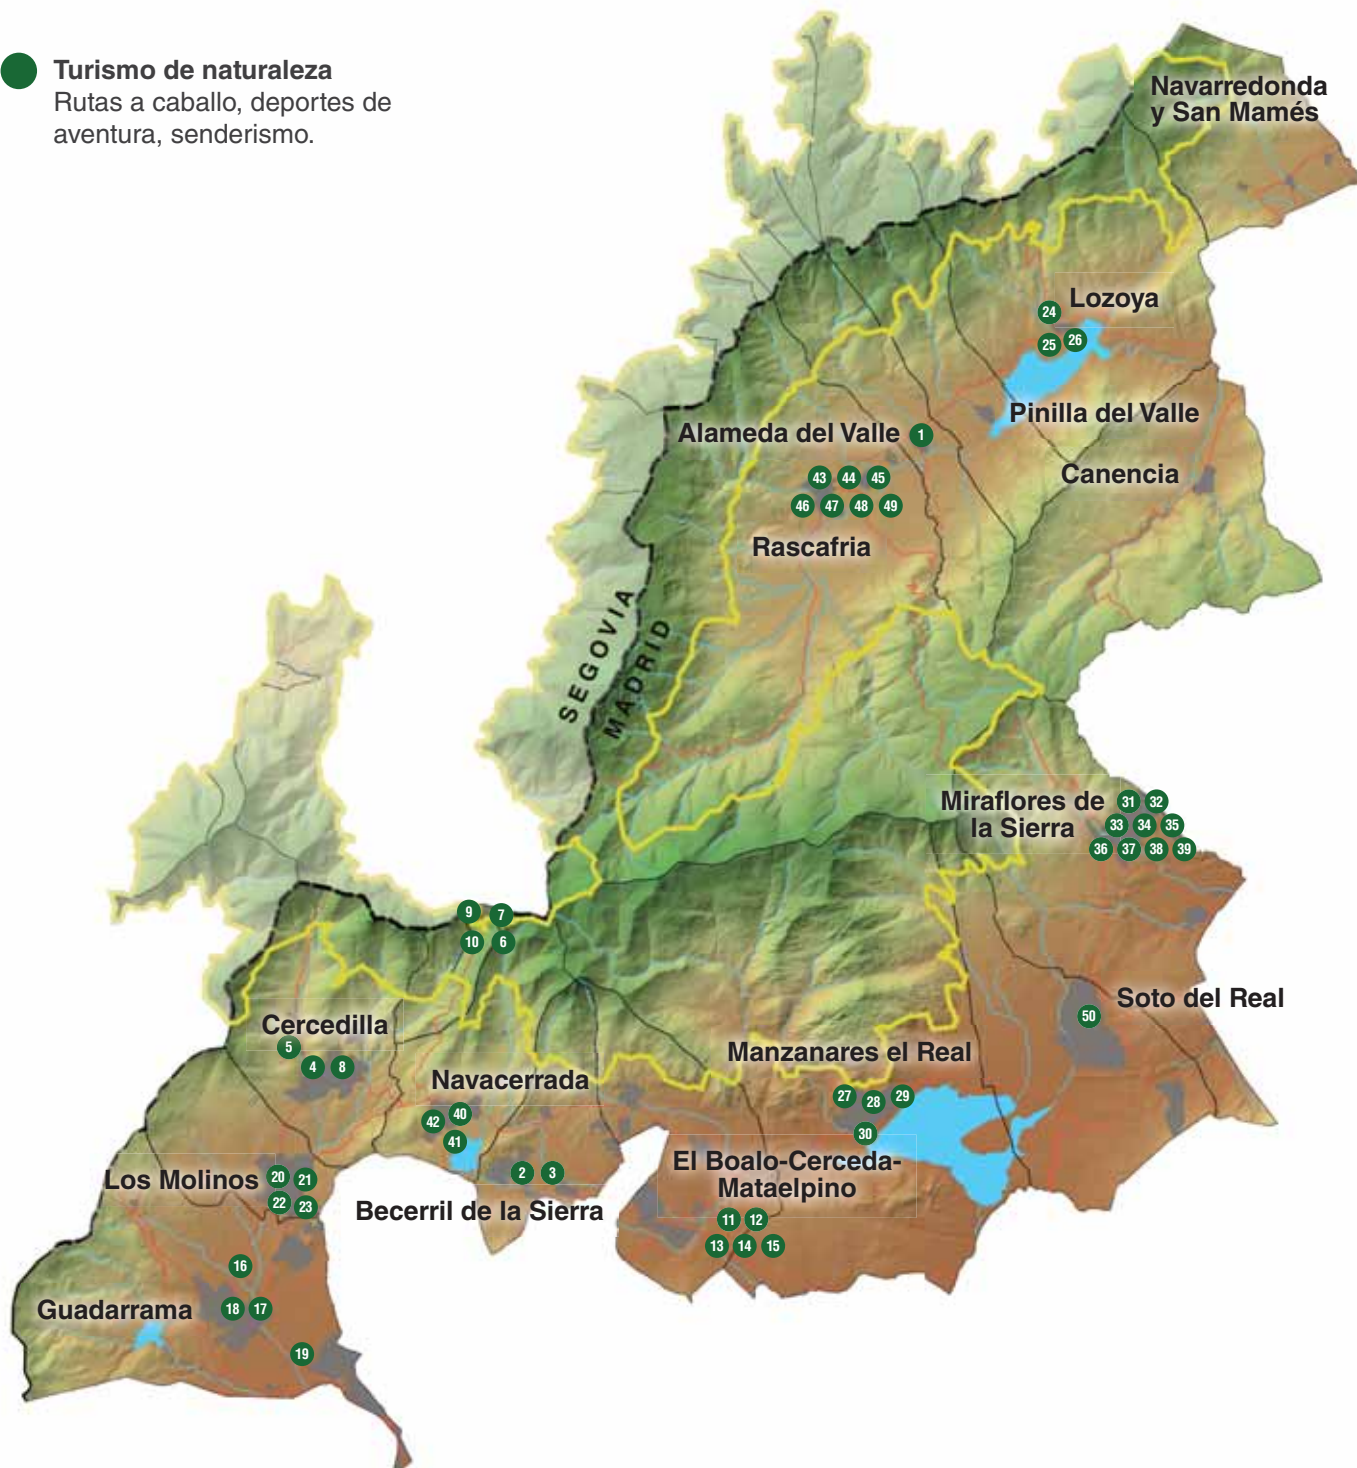 Turismo de naturaleza
Rutas a caballo, deportes de
aventura, senderismo.
Navarredonda
y San Mamés
Lozoya
24
25 26
Pinilla del Valle
Alameda del Valle 1
Canencia
43 44 45
46 47 48 49
Rascafria
SEGOVIA
MADRID
Miraflores de
la Sierra
31 32
33 34 35
36 37 38 39
9 7
10 6
Soto del Real
50
Cercedilla
5
4 8
Manzanares el Real
27 28 29
30
Navacerrada
42 40
41
2 3
Becerril de la Sierra
El Boalo-Cerceda-
Mataelpino
11 12
13 14 15
Los Molinos
20 21
22 23
16
Guadarrama
18 17
19